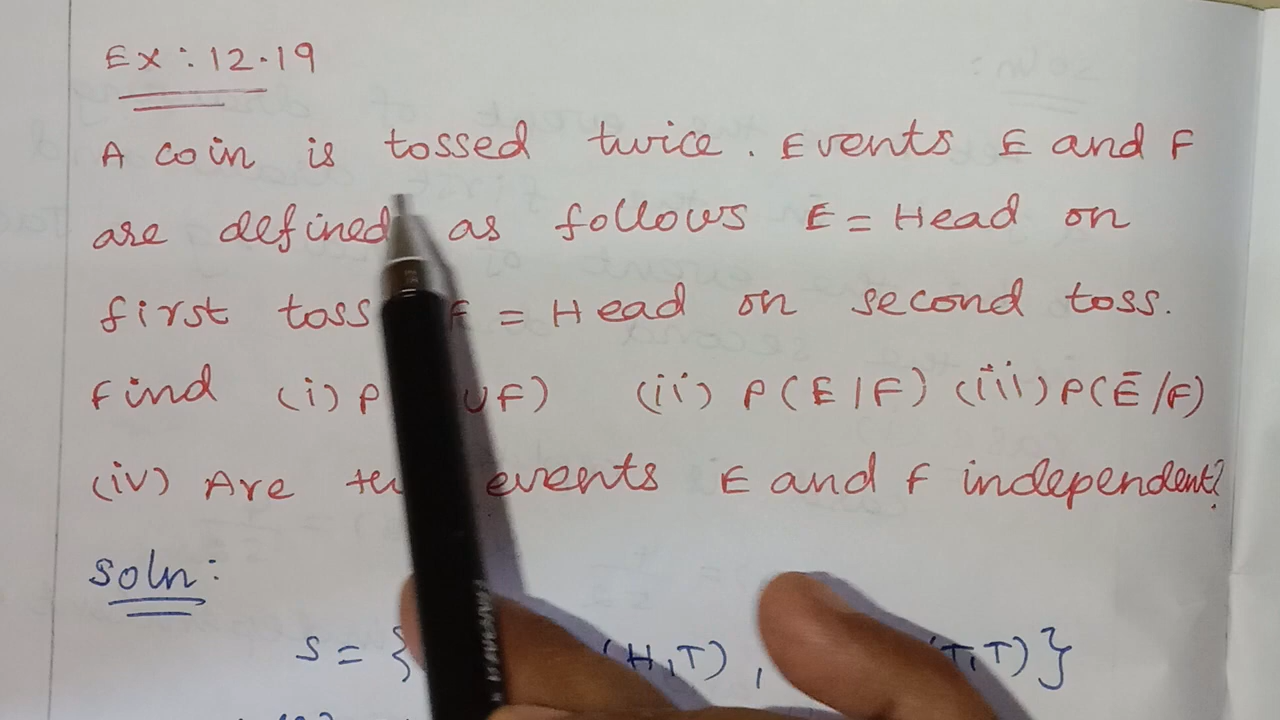 Ex: 12.19
A coin is tossed twice. Events E and F
are defined as follows E = Head on
first toss F = Head on second toss.
Find (i) P UF) (ii) P(E/F) (iii) P(Ē/F)
(iv) Are events E and F independent?
Soln:
S = { (H,T), (T,T)}